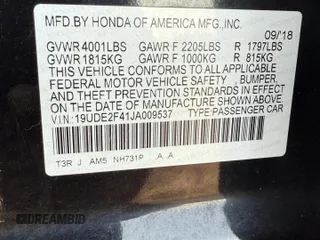 MFD.BY HONDA OF AMERICA MFG.,INC.
09/18
GVWR 4001LBS GAWR F 2205LBS R 1797LBS
GVWR 1815KG GAWR F 1000KG R 815KG
THIS VEHICLE CONFORMS TO ALL APPLICABLE
FEDERAL MOTOR VEHICLE SAFETY, BUMPER,
AND THEFT PREVENTION STANDARDS IN EFFECT ON
THE DATE OF MANUFACTURE SHOWN ABOVE.
V.I.N: 19UDE2F41JA009537 TYPE:PASSENGER CAR
T3R J AM5 NH731P A A
DREAMBID